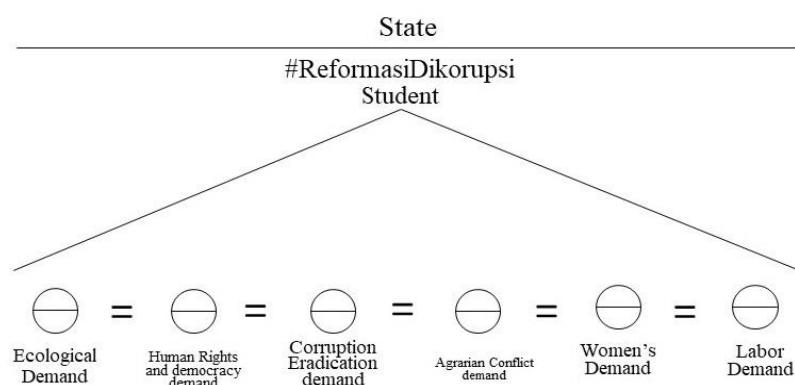 State
#ReformasiDikorupsi
Student
= = = = =
Ecological
Demand
Human Rights
and democracy
demand
Corruption
Eradication
demand
Agrarian Conflict
demand
Women's
Demand
Labor
Demand